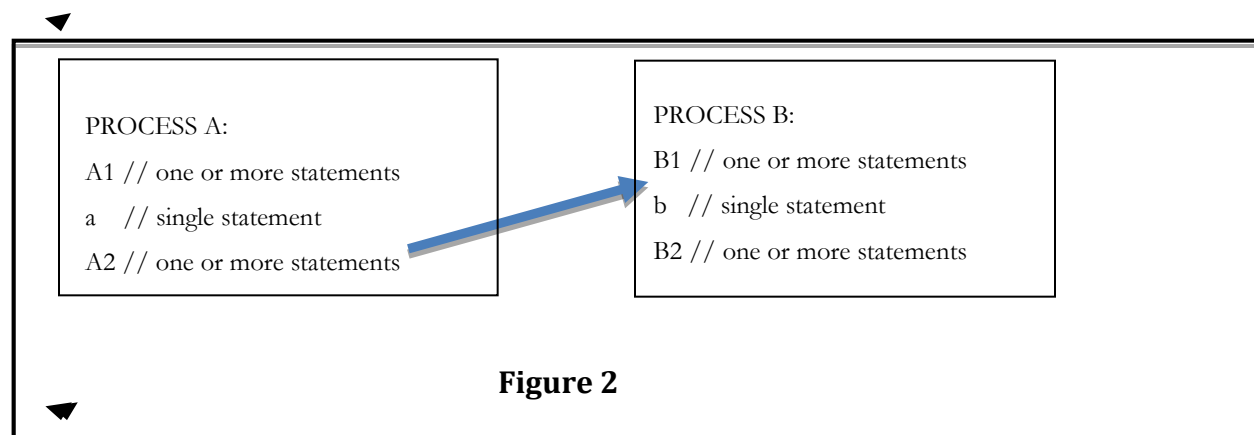 PROCESS A:
A1 // one or more statements
a // single statement
A2 // one or more statements
PROCESS B:
B1 // one or more statements
b // single statement
B2 // one or more statements
Figure 2